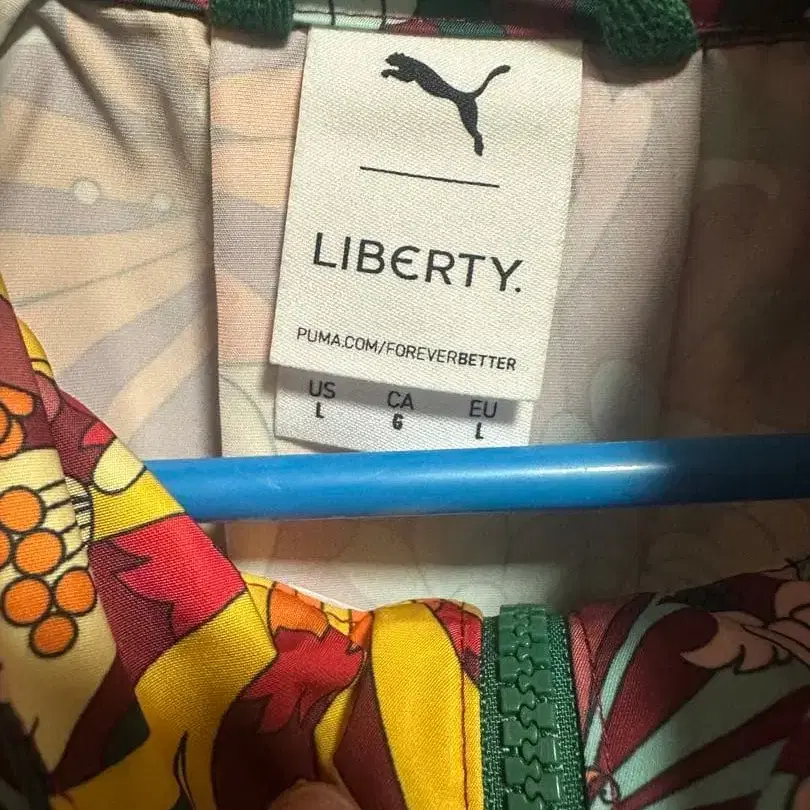 LIBERTY.
PUMA.COM/FOREVERBETTER
US CA EU
L G L